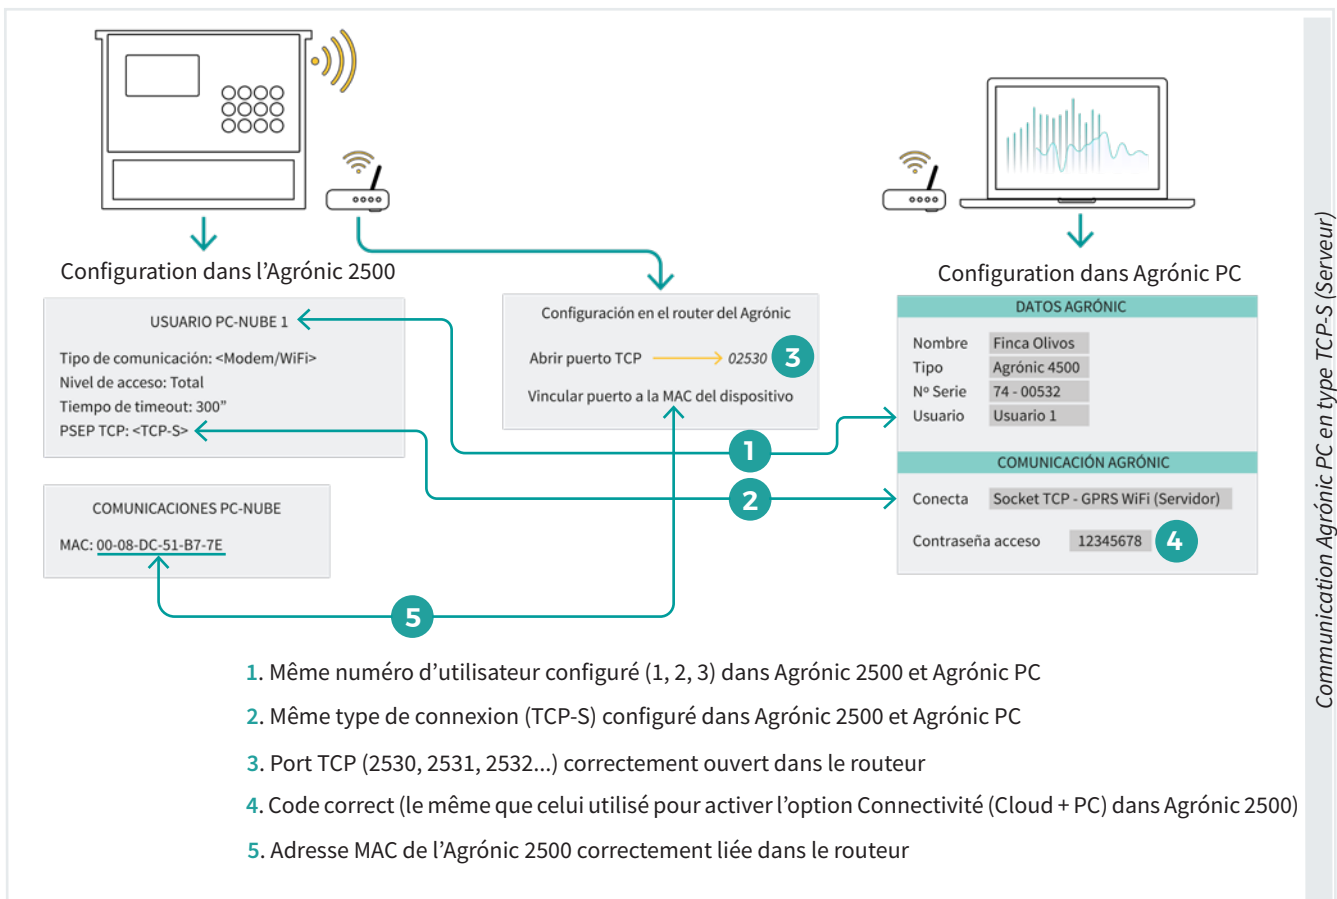 Configuration dans l’Agrónic 2500
USUARIO PC-NUBE 1
Tipo de comunicación: <Modem/WiFi>
Nivel de acceso: Total
Tiempo de timeout: 300”
PSEP TCP: <TCP-S>
COMUNICACIONES PC-NUBE
MAC: 00-08-DC-51-B7-7E
Configuración en el router del Agrónic
Abrir puerto TCP 02530 3
Vincular puerto a la MAC del dispositivo
Configuration dans Agrónic PC
DATOS AGRÓNIC
Nombre Finca Olivos
Tipo Agrónic 4500
Nº Serie 74 - 00532
Usuario Usuario 1
COMUNICACIÓN AGRÓNIC
Conecta Socket TCP - GPRS WiFi (Servidor)
Contraseña acceso 12345678 4
1
2
5
1. Même numéro d’utilisateur configuré (1, 2, 3) dans Agrónic 2500 et Agrónic PC
2. Même type de connexion (TCP-S) configuré dans Agrónic 2500 et Agrónic PC
3. Port TCP (2530, 2531, 2532...) correctement ouvert dans le routeur
4. Code correct (le même que celui utilisé pour activer l’option Connectivité (Cloud + PC) dans Agrónic 2500)
5. Adresse MAC de l’Agrónic 2500 correctement liée dans le routeur
Communication Agrónic PC en type TCP-S (Serveur)